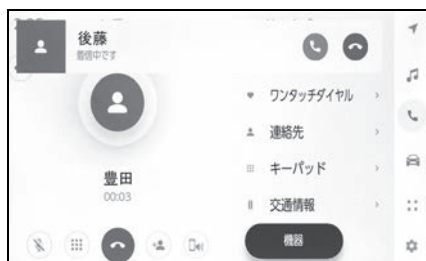 後藤
着信中です
豊田
00:03
ワンタッチダイヤル
連絡先
キーパッド
交通情報
機器